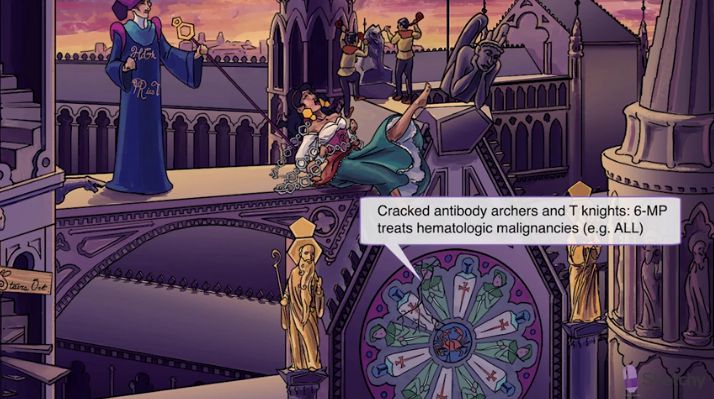 Cracked antibody archers and T knights: 6-MP
treats hematologic malignancies (e.g. ALL)
Stairs Out
Sketchy